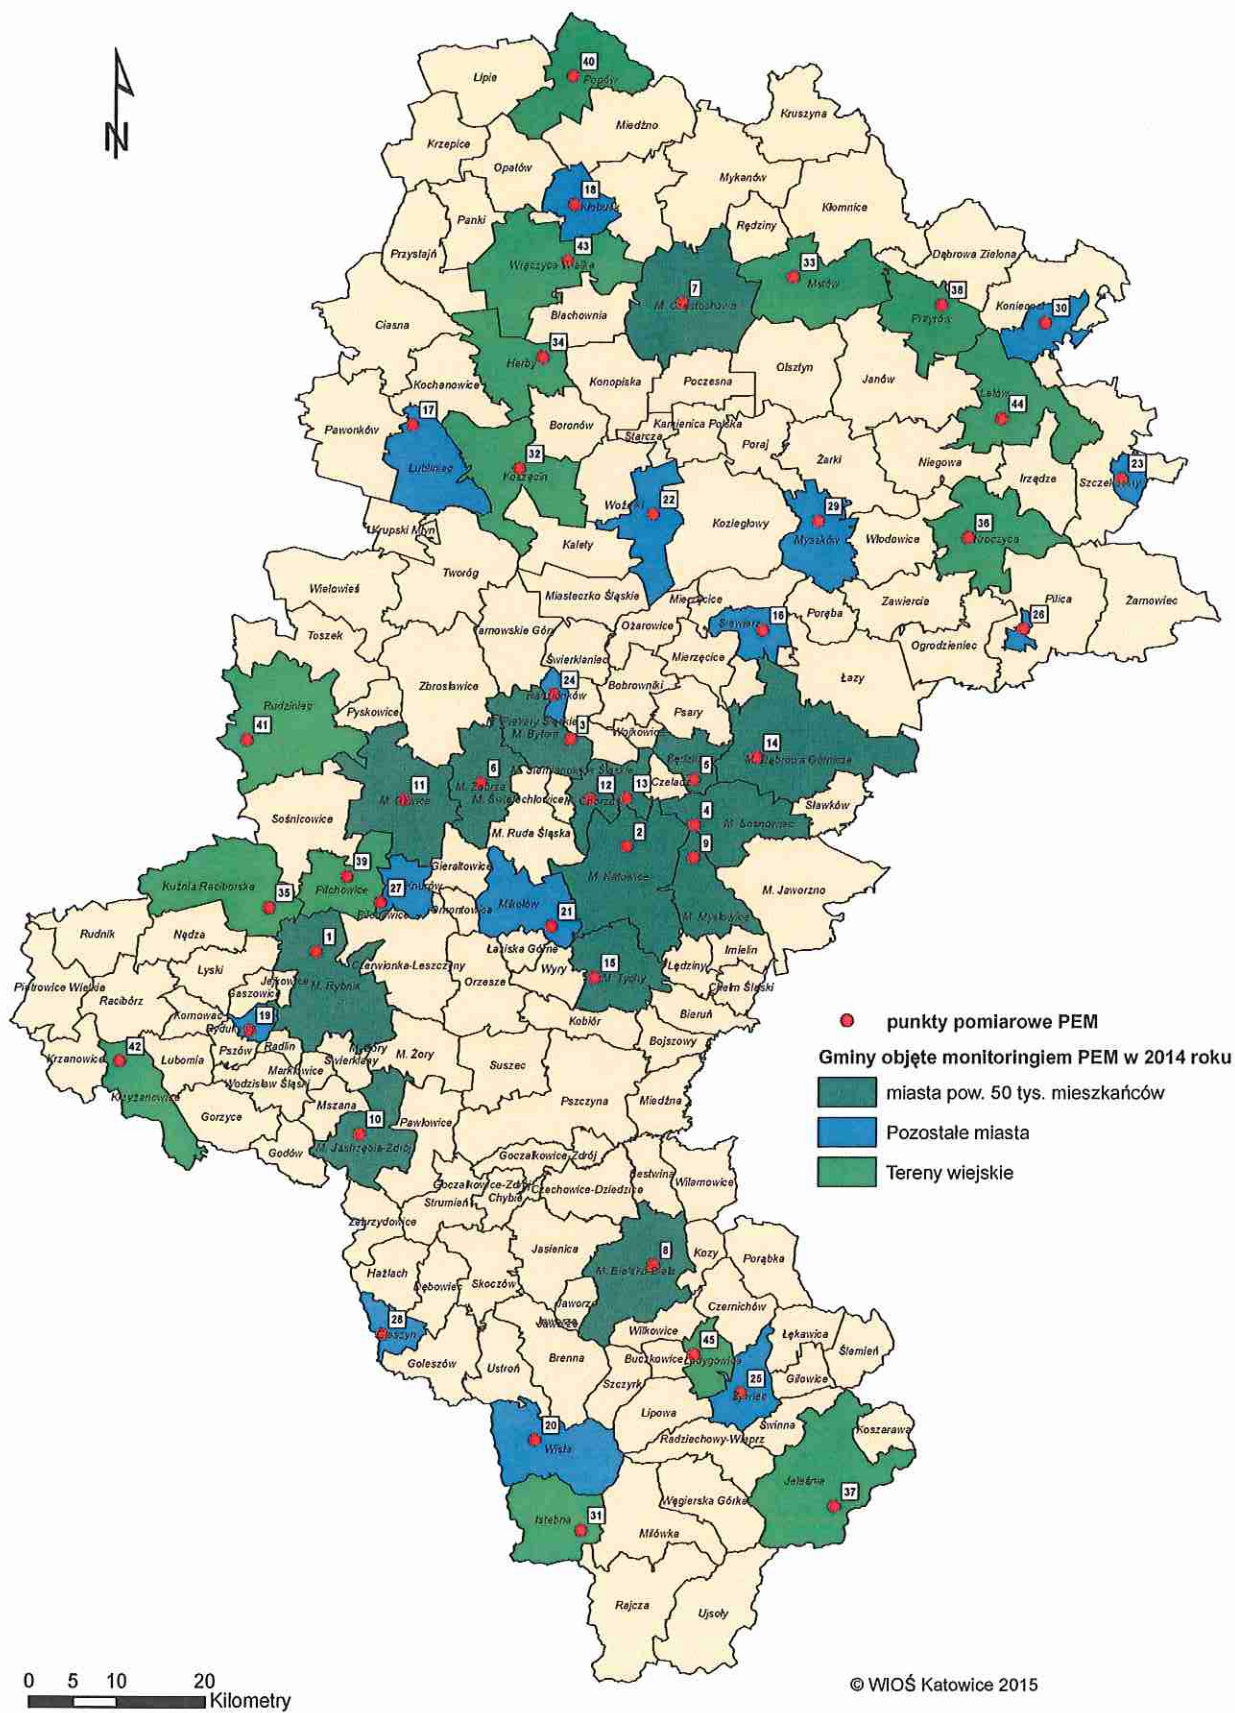 40
Lipie
Popów
Kruszyna
Miedźno
N
Krzepice
Opatów
Mykanów
18
Kłobuck
Kłomnice
Panki
Rędziny
43
Przystajń
Dąbrowa Zielona
Wręczyca Wielka
33
Mstów
7
38
M. Częstochowa
Koniecpol
30
Przyrów
Blachownia
Ciasna
34
Herby
Olsztyn
Janów
Konopiska
Poczesna
Kochanowice
Lelów
44
17
Boronów
Kamienica Polska
Pawonków
Starcza
Poraj
Żarki
32
Niegowa
23
Lubliniec
Koszęcin
Irządze
Szczekociny
22
29
Woźniki
36
Koziegłowy
Krupski Młyn
Myszków
Włodowice
Kroczyce
Kalety
Tworóg
Wielowieś
Miasteczko Śląskie
Mierzęcice
Zawiercie
Pilica
Żarnowiec
Poręba
16
26
Siewierz
Toszek
Tarnowskie Góry
Ożarowice
Ogrodzieniec
Świerklaniec
Mierzęcice
Łazy
24
Zbrosławice
Bobrowniki
Radzionków
Rudziniec
Pyskowice
Psary
M. Piekary Śląskie
3
Wojkowice
41
M. Bytom
14
Będzin
5
M. Dąbrowa Górnicza
6
M. Siemianowice Śląskie
11
M. Zabrze
12
13
Czeladź
M. Gliwice
M. Świętochłowice
M. Chorzów
Sławków
Sośnicowice
4
M. Sosnowiec
M. Ruda Śląska
2
9
39
Gierałtowice
M. Katowice
Kuźnia Raciborska
35
Pilchowice
27
Knurów
M. Jaworzno
Mikołów
21
Pilchowice
Ornontowice
M. Mysłowice
Rudnik
Nędza
1
Łaziska Górne
Imielin
Lyski
Czerwionka-Leszczyny
15
Wyry
Lędziny
Jejkowice
M. Rybnik
Orzesze
M. Tychy
Chełm Śląski
Pietrowice Wielkie
Gaszowice
Racibórz
Kornowac
19
Bieruń
Kobiór
punkty pomiarowe PEM
42
Pszów
Radlin
M. Żory
M. Żory
Bojszowy
Krzanowice
Lubomia
Świerklany
Gminy objęte monitoringiem PEM w 2014 roku
Marklowice
Suszec
Wodzisław Śląski
miasta pow. 50 tys. mieszkańców
Krzyżanowice
Mszana
Pszczyna
Miedźna
Gorzyce
10
Pawłowice
Pozostałe miasta
M. Jastrzębie-Zdrój
Godów
Goczałkowice-Zdrój
Tereny wiejskie
Bestwina
Goczałkowice-Zdrój
Wilamowice
Chybie
Czechowice-Dziedzice
Strumień
Zebrzydowice
Jasienica
8
Kozy
Porąbka
M. Bielsko-Biała
Hażlach
Dębowiec
Skoczów
Jaworze
Czernichów
28
Jaworze
Cieszyn
Wilkowice
45
Łękawica
Ślemień
Goleszów
Brenna
Buczkowice
Łodygowice
Ustroń
Szczyrk
25
Gilowice
Żywiec
Lipowa
20
Świnna
Koszarawa
Wisła
Radziechowy-Wieprz
Jeleśnia
37
Węgierska Górka
Istebna
31
Milówka
Rajcza
Ujsoły
0 5 10 20
Kilometry
© WIOŚ Katowice 2015